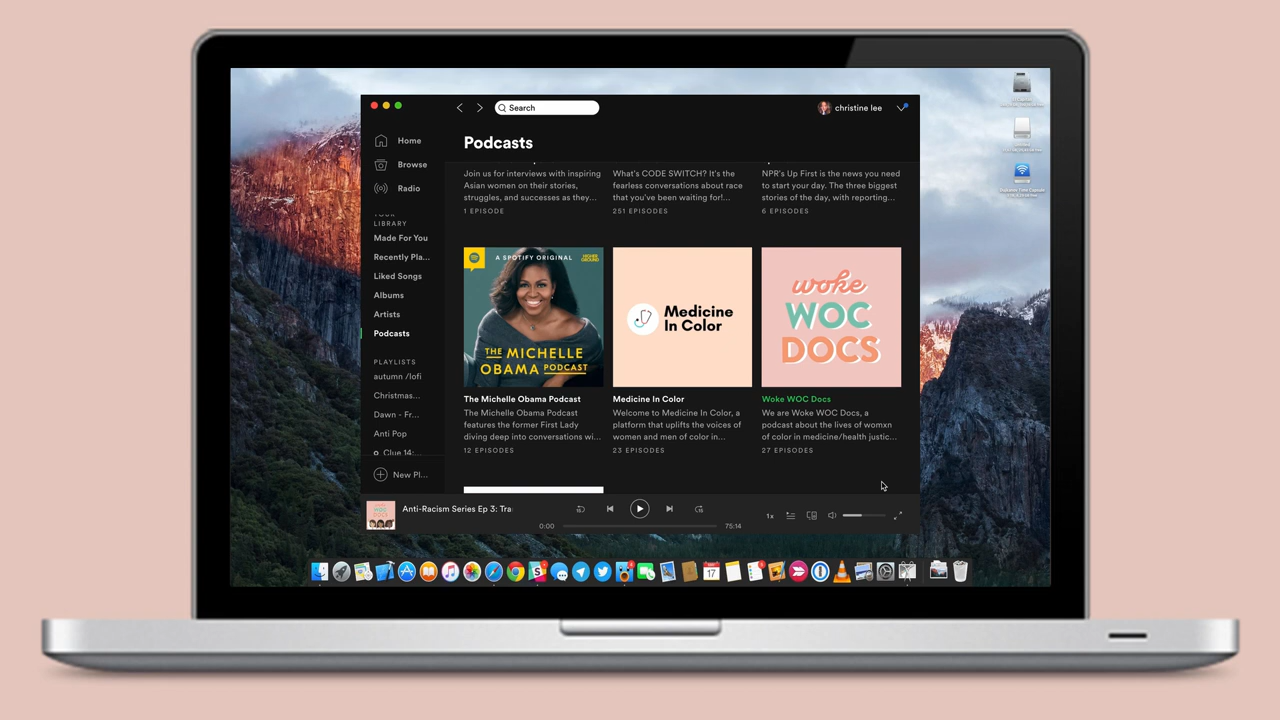 Search
christine lee
Podcasts
Home
Browse
Radio
YOUR
LIBRARY
Made For You
Recently Pla...
Liked Songs
Albums
Artists
Podcasts
PLAYLISTS
autumn /lofi
Christmas...
Dawn - Fr...
Anti Pop
Clue 14:...
New Pl...
Join us for interviews with inspiring
Asian women on their stories,
struggles, and successes as they...
1 EPISODE
What's CODE SWITCH? It's the
fearless conversations about race
that you've been waiting for!...
251 EPISODES
NPR's Up First is the news you need
to start your day. The three biggest
stories of the day, with reporting...
6 EPISODES
A SPOTIFY ORIGINAL
HIGHER
GROUND
THE MICHELLE
OBAMA PODCAST
The Michelle Obama Podcast
The Michelle Obama Podcast
features the former First Lady
diving deep into conversations wi...
12 EPISODES
Medicine
In Color
Medicine In Color
Welcome to Medicine In Color, a
platform that uplifts the voices of
women and men of color in...
23 EPISODES
woke
WOC
DOCS
Woke WOC Docs
We are Woke WOC Docs, a
podcast about the lives of womxn
of color in medicine/health justic...
27 EPISODES
woke
WOC
DOCS
Anti-Racism Series Ep 3: Tra
0:00
75:14
1x
17